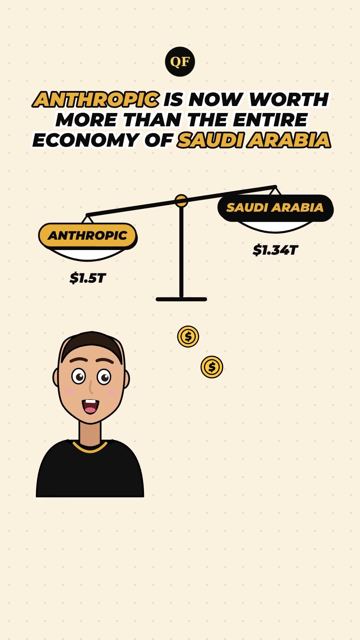 QF
ANTHROPIC IS NOW WORTH
MORE THAN THE ENTIRE
ECONOMY OF SAUDI ARABIA
SAUDI ARABIA
ANTHROPIC
$1.34T
$1.5T
$
$